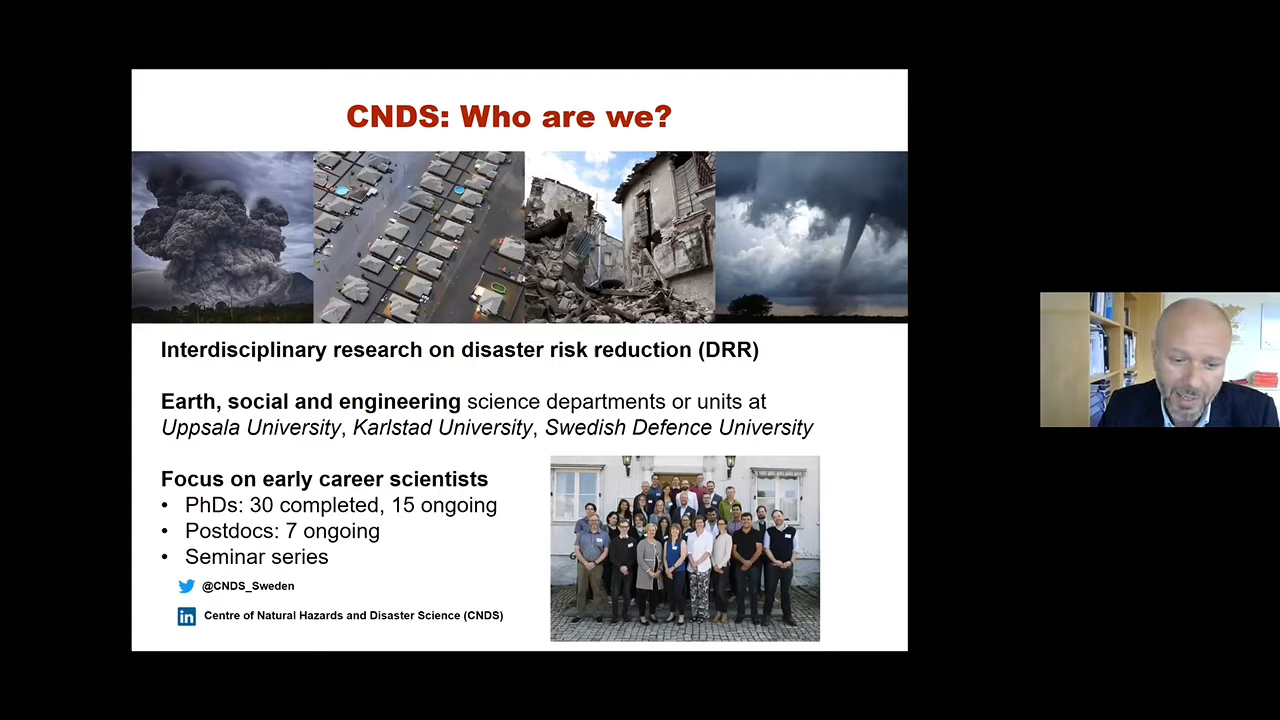 CNDS: Who are we?
Interdisciplinary research on disaster risk reduction (DRR)
Earth, social and engineering science departments or units at
Uppsala University, Karlstad University, Swedish Defence University
Focus on early career scientists
• PhDs: 30 completed, 15 ongoing
• Postdocs: 7 ongoing
• Seminar series
@CNDS_Sweden
in Centre of Natural Hazards and Disaster Science (CNDS)